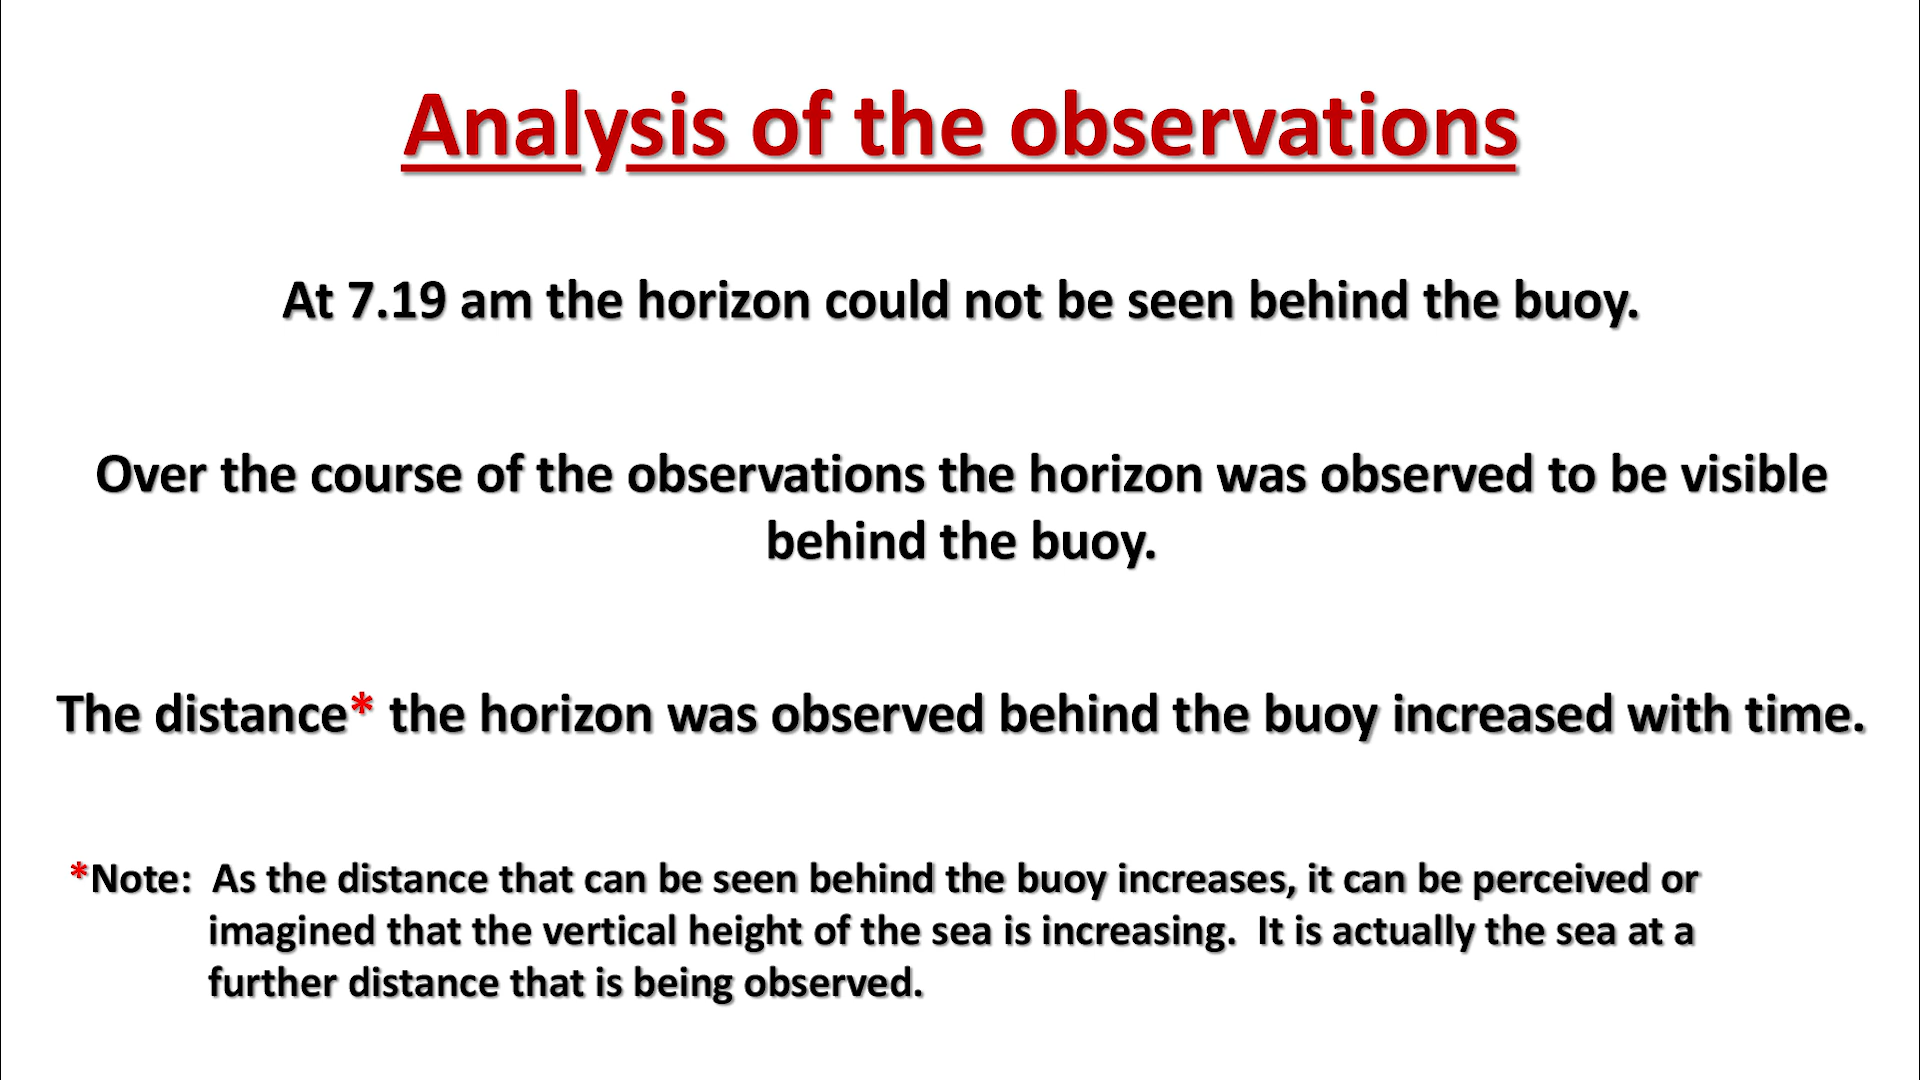 Analysis of the observations
At 7.19 am the horizon could not be seen behind the buoy.
Over the course of the observations the horizon was observed to be visible
behind the buoy.
The distance* the horizon was observed behind the buoy increased with time.
*Note:  As the distance that can be seen behind the buoy increases, it can be perceived or
imagined that the vertical height of the sea is increasing.  It is actually the sea at a
further distance that is being observed.